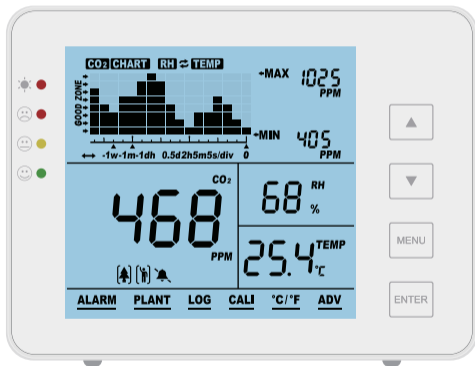 CO₂ CHART RH ⇄ TEMP
MAX 1025
PPM
GOOD ZONE
MIN 405
PPM
↔ -1w-1m-1dh 0.5d2h5m5s/div 0
CO₂
468
PPM
68 RH
%
25.4 TEMP
°C
ALARM PLANT LOG CALI °C/°F ADV
MENU
ENTER